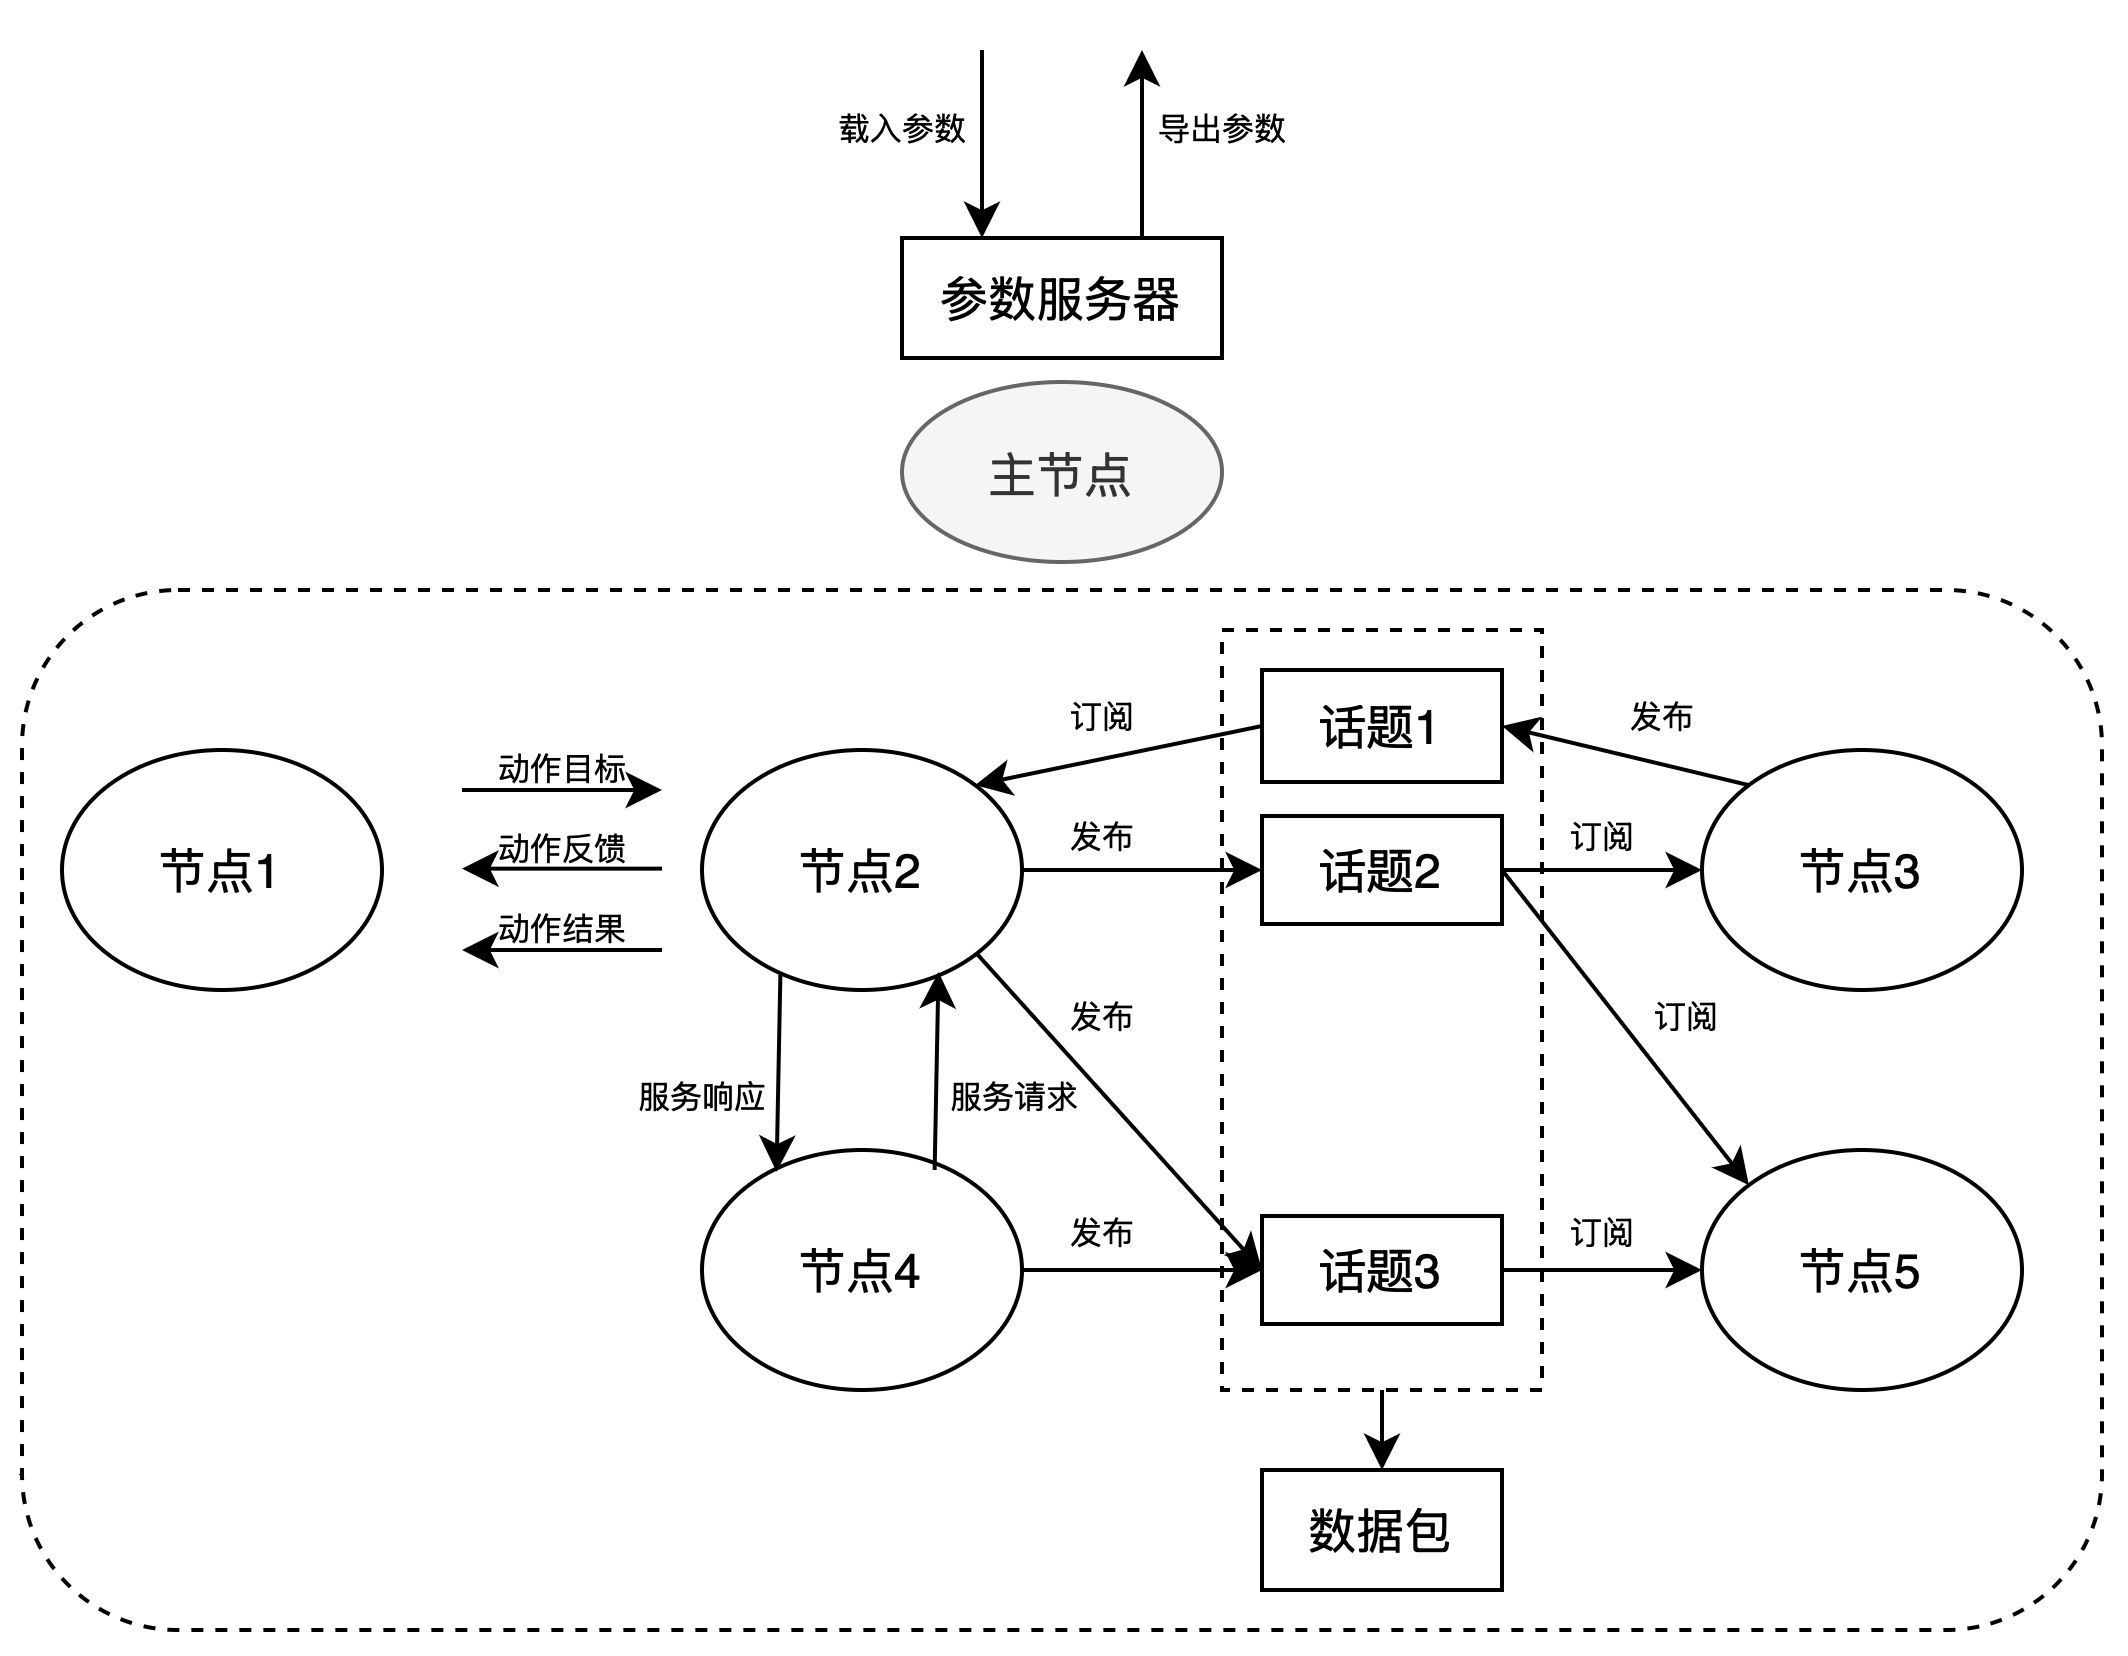 载入参数
导出参数
参数服务器
主节点
订阅
话题1
发布
动作目标
发布
订阅
动作反馈
节点1
节点2
话题2
节点3
动作结果
发布
订阅
服务响应
服务请求
发布
订阅
节点4
话题3
节点5
数据包